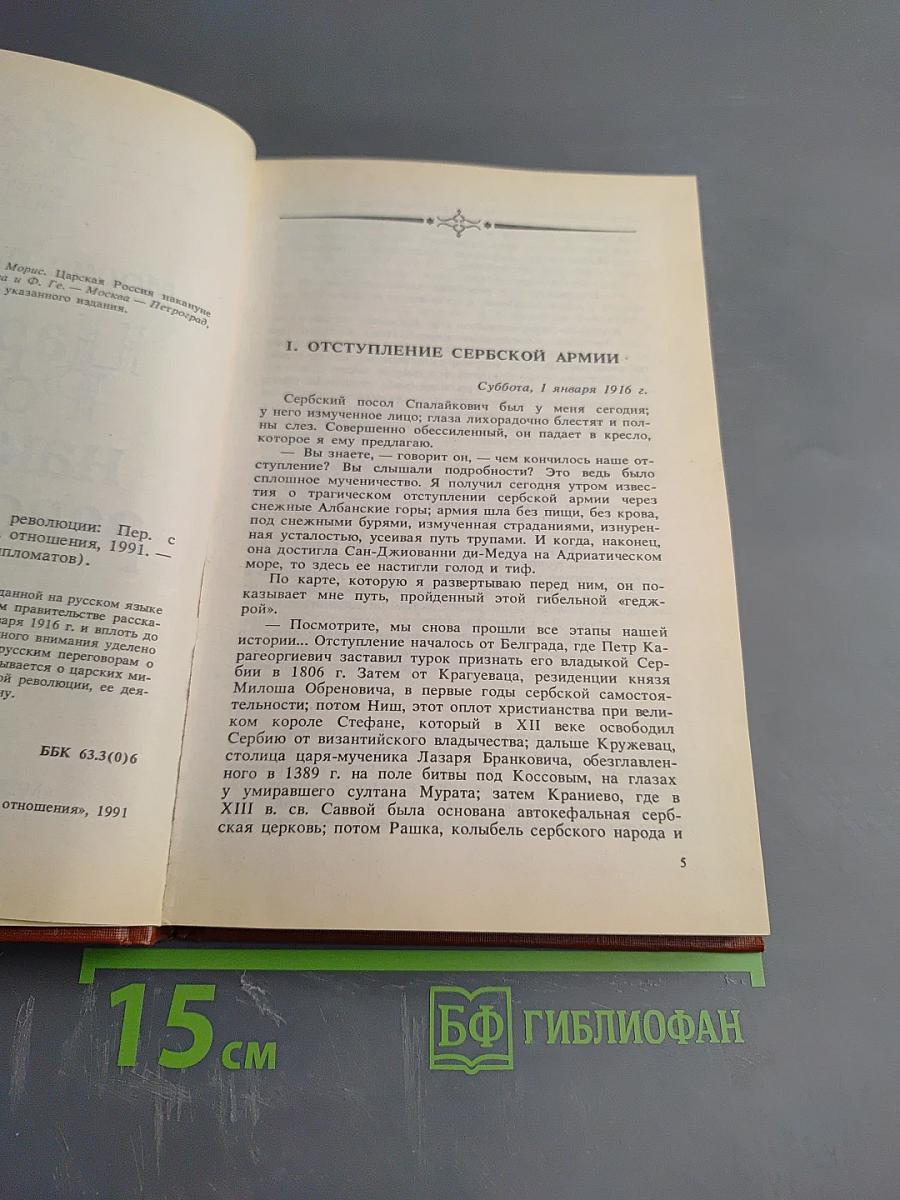 Морис. Царская Россия накануне
и Ф. Ге. — Москва — Петроград,
указанного издания.
революции: Пер. с
отношения, 1991. —
дипломатов).
данной на русском языке
правительстве расска-
1916 г. и вплоть до
внимания уделено
русским переговорам о
о царских ми-
революции, ее дея-
ББК 63.3(0)6
отношения», 1991
I. ОТСТУПЛЕНИЕ СЕРБСКОЙ АРМИИ
Суббота, 1 января 1916 г.
Сербский посол Спалайкович был у меня сегодня;
у него измученное лицо; глаза лихорадочно блестят и пол-
ны слез. Совершенно обессиленный, он падает в кресло,
которое я ему предлагаю.
— Вы знаете, — говорит он, — чем кончилось наше от-
ступление? Вы слышали подробности? Это ведь было
сплошное мученичество. Я получил сегодня утром извес-
тия о трагическом отступлении сербской армии через
снежные Албанские горы; армия шла без пищи, без крова,
под снежными бурями, измученная страданиями, изнурен-
ная усталостью, усеивая путь трупами. И когда, наконец,
она достигла Сан-Джиованни ди-Медуа на Адриатическом
море, то здесь ее настигли голод и тиф.
По карте, которую я развертываю перед ним, он по-
казывает мне путь, пройденный этой гибельной «гедж-
рой».
— Посмотрите, мы снова прошли все этапы нашей
истории... Отступление началось от Белграда, где Петр Ка-
рагеоргиевич заставил турок признать его владыкой Сер-
бии в 1806 г. Затем от Крагуеваца, резиденции князя
Милоша Обреновича, в первые годы сербской самостоя-
тельности; потом Ниш, этот оплот христианства при вели-
ком короле Стефане, который в XII веке освободил
Сербию от византийского владычества; дальше Кружевац,
столица царя-мученика Лазаря Бранковича, обезглавлен-
ного в 1389 г. на поле битвы под Коссовым, на глазах
у умиравшего султана Мурата; затем Краниево, где в
XIII в. св. Саввой была основана автокефальная серб-
ская церковь; потом Рашка, колыбель сербского народа и
5
15 см
БФ ГИБЛИОФАН